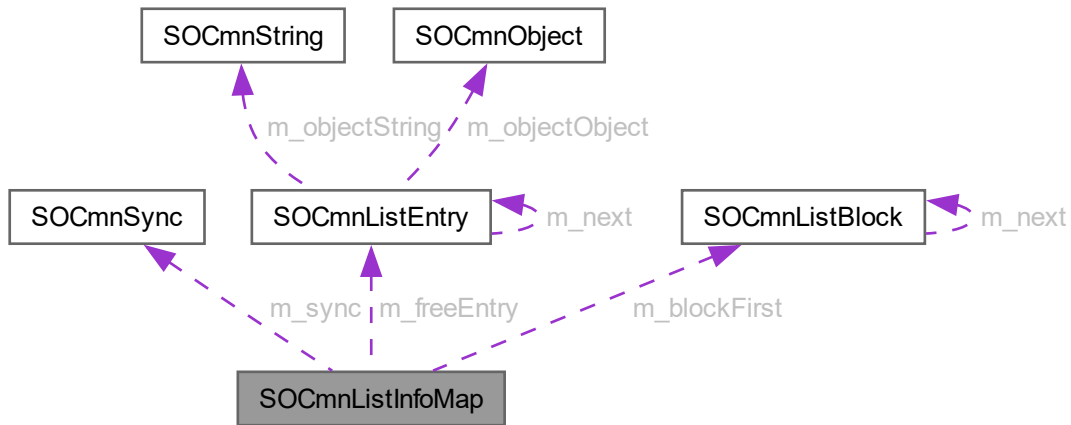 SOCmnString
SOCmnObject
m_objectString
m_objectObject
SOCmnSync
SOCmnListEntry
m_next
SOCmnListBlock
m_next
m_sync
m_freeEntry
m_blockFirst
SOCmnListInfoMap